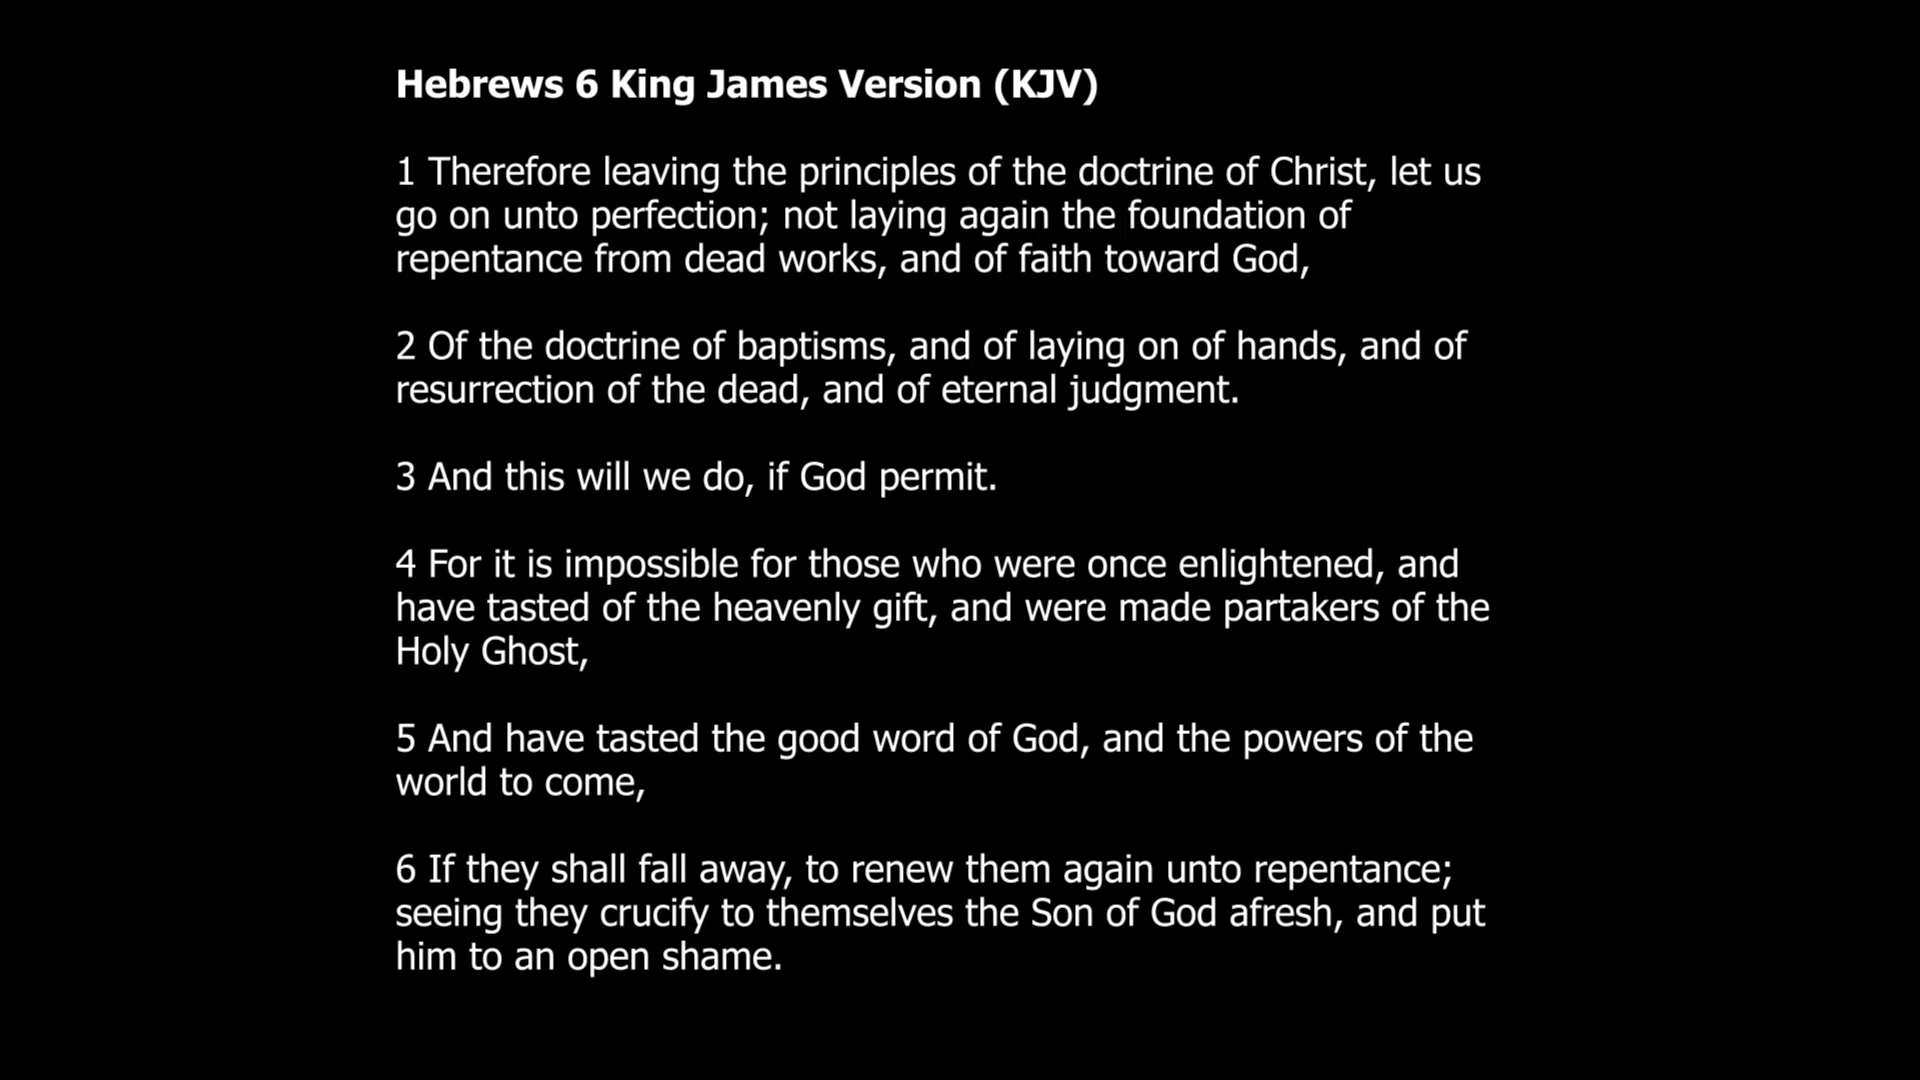 Hebrews 6 King James Version (KJV)
1 Therefore leaving the principles of the doctrine of Christ, let us
go on unto perfection; not laying again the foundation of
repentance from dead works, and of faith toward God,
2 Of the doctrine of baptisms, and of laying on of hands, and of
resurrection of the dead, and of eternal judgment.
3 And this will we do, if God permit.
4 For it is impossible for those who were once enlightened, and
have tasted of the heavenly gift, and were made partakers of the
Holy Ghost,
5 And have tasted the good word of God, and the powers of the
world to come,
6 If they shall fall away, to renew them again unto repentance;
seeing they crucify to themselves the Son of God afresh, and put
him to an open shame.